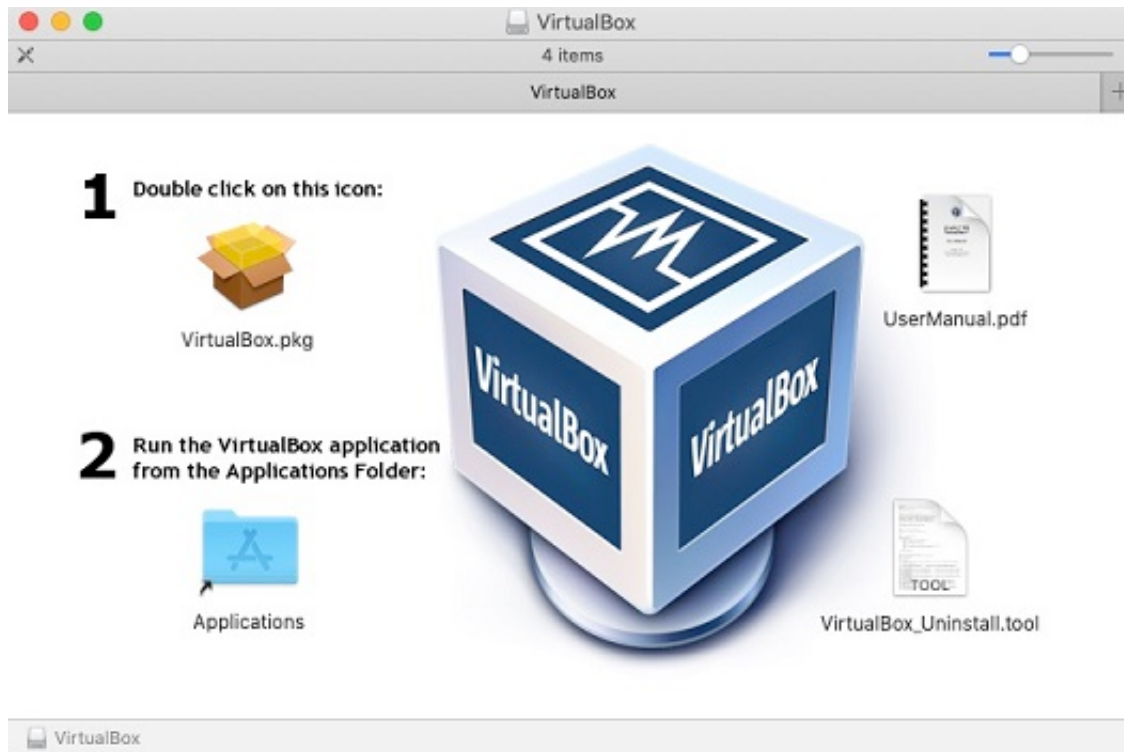 VirtualBox
4 items
VirtualBox
1 Double click on this icon:
VirtualBox.pkg
UserManual.pdf
VirtualBox
VirtualBox
2 Run the VirtualBox application
from the Applications Folder:
TOOL
Applications
VirtualBox_Uninstall.tool
VirtualBox